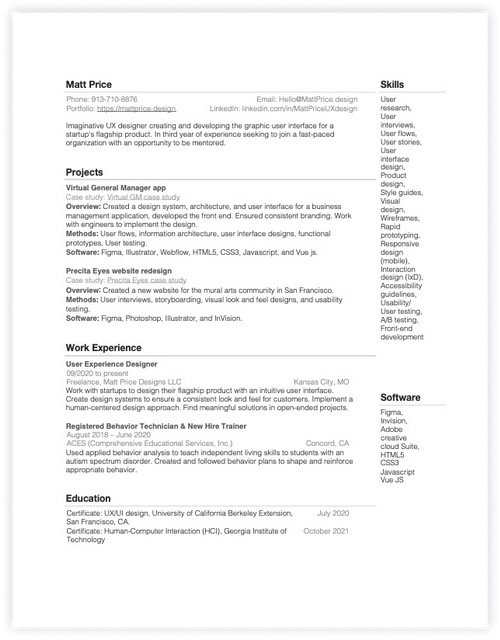 Matt Price
Phone: 913-710-8876 Email: Hello@MattPrice.design
Portfolio: https://mattprice.design LinkedIn: linkedin.com/in/MattPriceUXdesign
Imaginative UX designer creating and developing the graphic user interface for a
startup's flagship product. In third year of experience seeking to join a fast-paced
organization with an opportunity to be mentored.
Projects
Virtual General Manager app
Case study: Virtual GM case study
Overview: Created a design system, architecture, and user interface for a business
management application, developed the front end. Ensured consistent branding. Work
with engineers to implement the design.
Methods: User flows, information architecture, user interface designs, functional
prototypes, User testing.
Software: Figma, Illustrator, Webflow, HTML5, CSS3, Javascript, and Vue js.
Precita Eyes website redesign
Case study: Precita Eyes case study
Overview: Created a new website for the mural arts community in San Francisco.
Methods: User interviews, storyboarding, visual look and feel designs, and usability
testing.
Software: Figma, Photoshop, Illustrator, and InVision.
Work Experience
User Experience Designer
09/2020 to present
Freelance, Matt Price Designs LLC Kansas City, MO
Work with startups to design their flagship product with an intuitive user interface.
Create design systems to ensure a consistent look and feel for customers. Implement a
human-centered design approach. Find meaningful solutions in open-ended projects.
Registered Behavior Technician & New Hire Trainer
August 2018 – June 2020
ACES (Comprehensive Educational Services, Inc.) Concord, CA
Used applied behavior analysis to teach independent living skills to students with an
autism spectrum disorder. Created and followed behavior plans to shape and reinforce
appropriate behavior.
Education
Certificate: UX/UI design, University of California Berkeley Extension, July 2020
San Francisco, CA.
Certificate: Human-Computer Interaction (HCI), Georgia Institute of October 2021
Technology
Skills
User
research,
User
interviews,
User flows,
User stories,
User
interface
design,
Product
design,
Style guides,
Visual
design,
Wireframes,
Rapid
prototyping,
Responsive
design
(mobile),
Interaction
design (IxD),
Accessibility
guidelines,
Usability/
User testing,
A/B testing,
Front-end
development
Software
Figma,
Invision,
Adobe
creative
cloud Suite,
HTML5
CSS3
Javascript
Vue JS